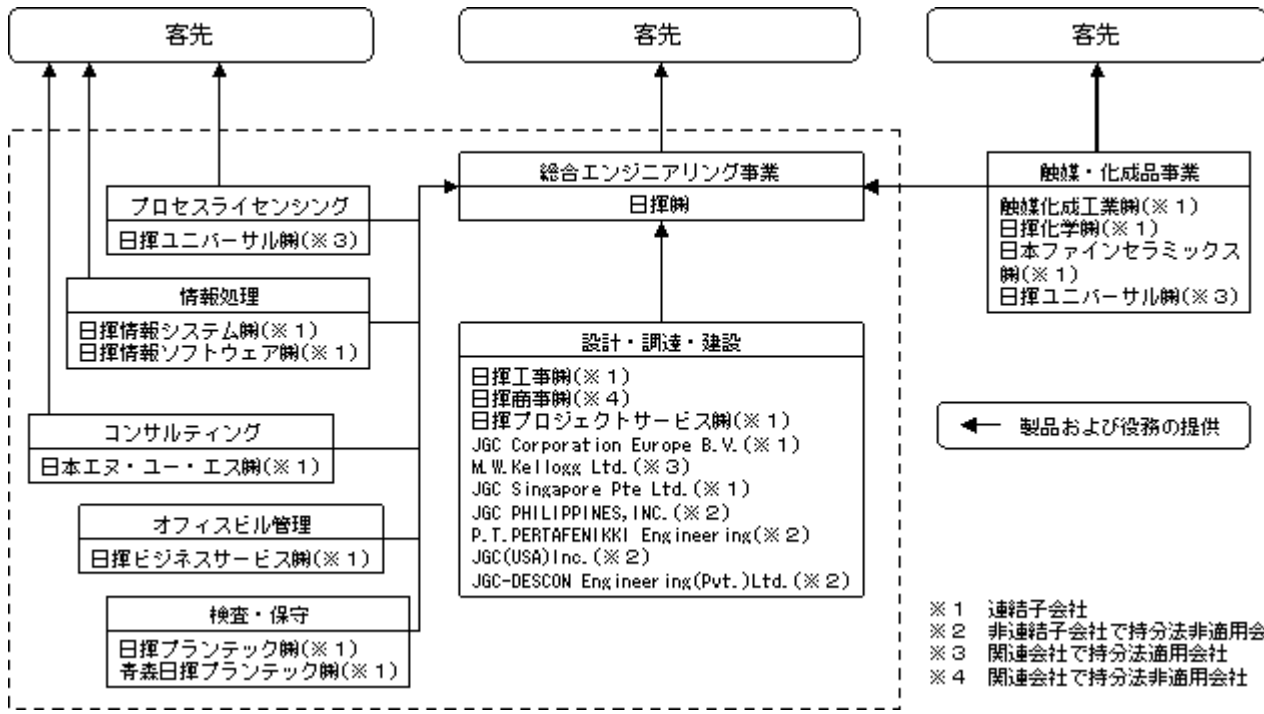 客先
客先
客先
総合エンジニアリング事業
日揮㈱
触媒・化成品事業
触媒化成工業㈱(※1)
日揮化学㈱(※1)
日本ファインセラミックス
㈱(※1)
日揮ユニバーサル㈱(※3)
プロセスライセンシング
日揮ユニバーサル㈱(※3)
情報処理
日揮情報システム㈱(※1)
日揮情報ソフトウェア㈱(※1)
コンサルティング
日本エヌ・ユー・エス㈱(※1)
オフィスビル管理
日揮ビジネスサービス㈱(※1)
検査・保守
日揮プランテック㈱(※1)
青森日揮プランテック㈱(※1)
設計・調達・建設
日揮工事㈱(※1)
日揮商事㈱(※4)
日揮プロジェクトサービス㈱(※1)
JGC Corporation Europe B.V.(※1)
M.W.Kellogg Ltd.(※3)
JGC Singapore Pte Ltd.(※1)
JGC PHILIPPINES,INC.(※2)
P.T.PERTAFENIKKI Engineering(※2)
JGC(USA)Inc.(※2)
JGC-DESCON Engineering(Pvt.)Ltd.(※2)
製品および役務の提供
※1 連結子会社
※2 非連結子会社で持分法非適用会
※3 関連会社で持分法適用会社
※4 関連会社で持分法非適用会社